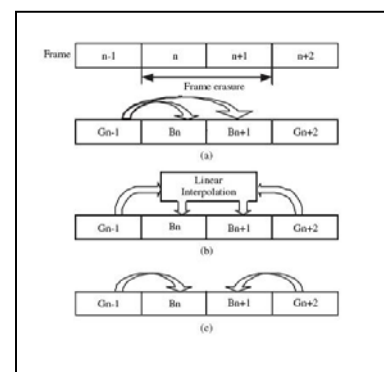 Frame n-1 n n+1 n+2
Frame erasure
Gn-1 Bn Bn+1 Gn+2
(a)
Linear
Interpolation
Gn-1 Bn Bn+1 Gn+2
(b)
Gn-1 Bn Bn+1 Gn+2
(c)